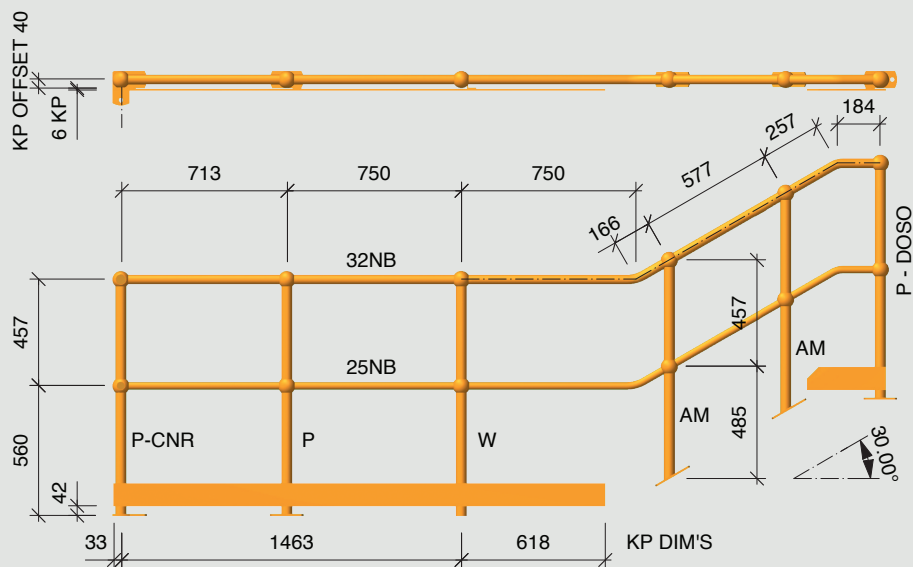 KP OFFSET 40
6 KP
184
257
577
166
713
750
750
32NB
25NB
457
560
42
457
485
P-CNR
P
W
AM
AM
P - DOSO
30.00°
33
1463
618
KP DIM'S